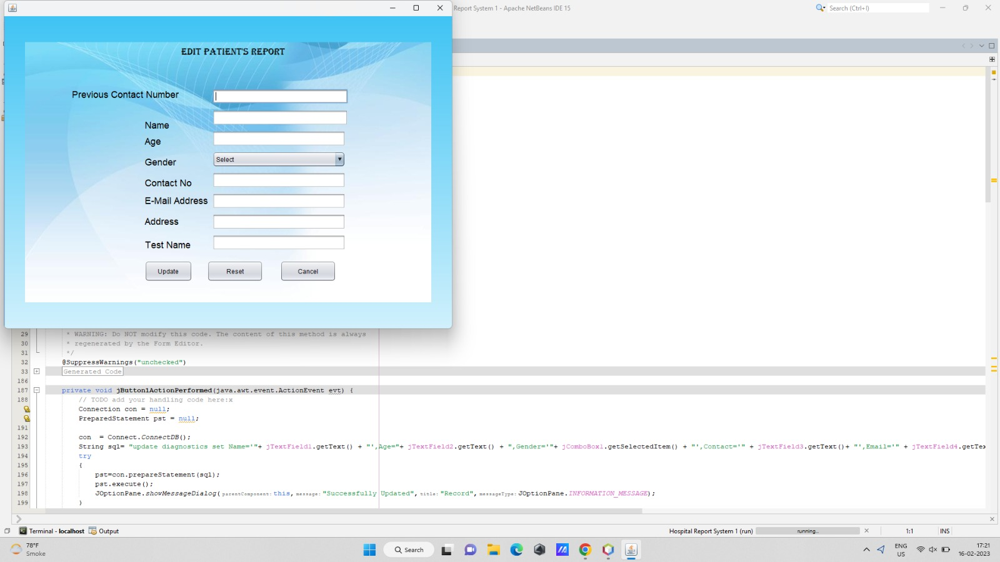 Report System 1 - Apache NetBeans IDE 15
Search (Ctrl+I)
EDIT PATIENT'S REPORT
Previous Contact Number
Name
Age
Gender
Select
Contact No
E-Mail Address
Address
Test Name
Update
Reset
Cancel
29 * WARNING: Do NOT modify this code. The content of this method is always
30 * regenerated by the Form Editor.
31 */
32 @SuppressWarnings("unchecked")
33 Generated Code
186
187 private void jButton1ActionPerformed(java.awt.event.ActionEvent evt) {
188 // TODO add your handling code here:x
Connection con = null;
PreparedStatement pst = null;
191
192 con  = Connect.ConnectDB();
193 String sql= "update diagnostics set Name='"+ jTextField1.getText() + "',Age="+ jTextField2.getText() + ",Gender='"+ jComboBox1.getSelectedItem() + "',Contact='" + jTextField3.getText()+ "',Email='" + jTextField4.getTex
194 try
195 {
196 pst=con.prepareStatement(sql);
197 pst.execute();
198 JOptionPane.showMessageDialog(parentComponent: this, message: "Successfully Updated", title: "Record", messageType: JOptionPane.INFORMATION_MESSAGE);
199 }
Terminal - localhost
Output
Hospital Report System 1 (run)
running...
1:1
INS
78°F
Smoke
Search
ENG
US
17:21
16-02-2023